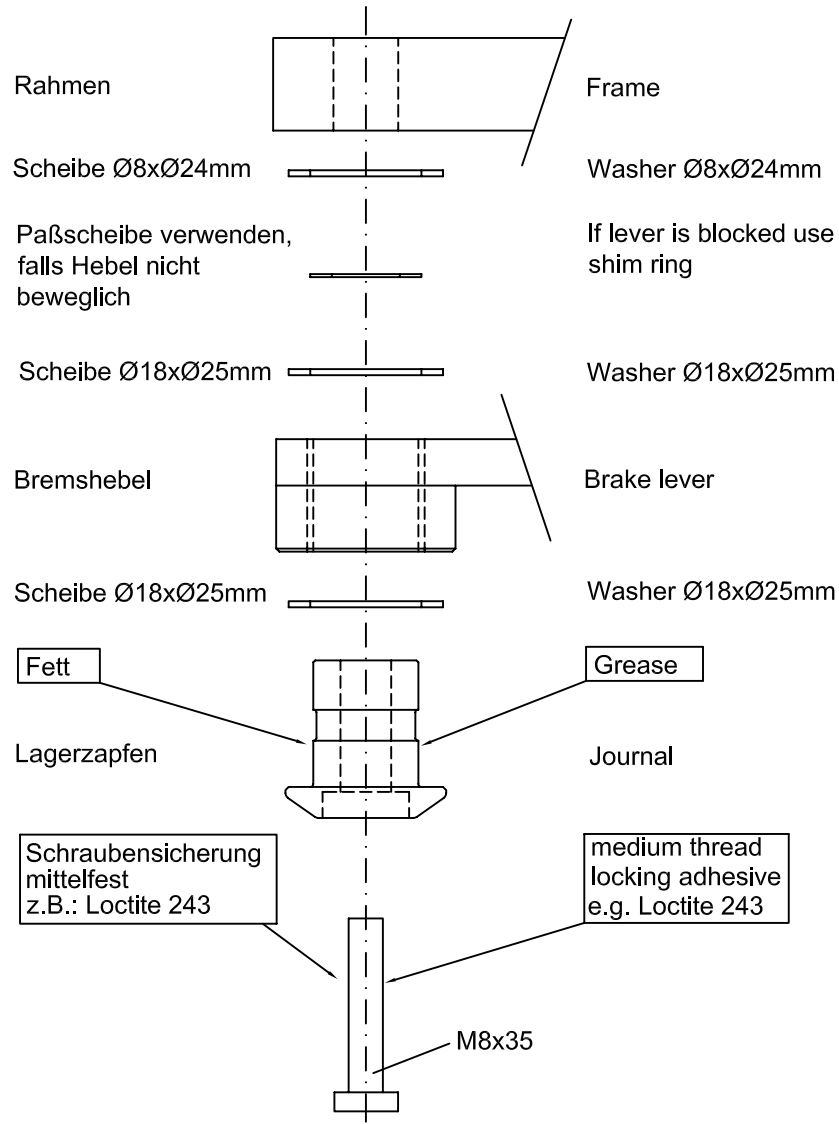 Rahmen
Frame
Scheibe Ø8xØ24mm
Washer Ø8xØ24mm
Paßscheibe verwenden,
falls Hebel nicht
beweglich
If lever is blocked use
shim ring
Scheibe Ø18xØ25mm
Washer Ø18xØ25mm
Bremshebel
Brake lever
Scheibe Ø18xØ25mm
Washer Ø18xØ25mm
Fett
Grease
Lagerzapfen
Journal
Schraubensicherung
mittelfest
z.B.: Loctite 243
medium thread
locking adhesive
e.g. Loctite 243
M8x35